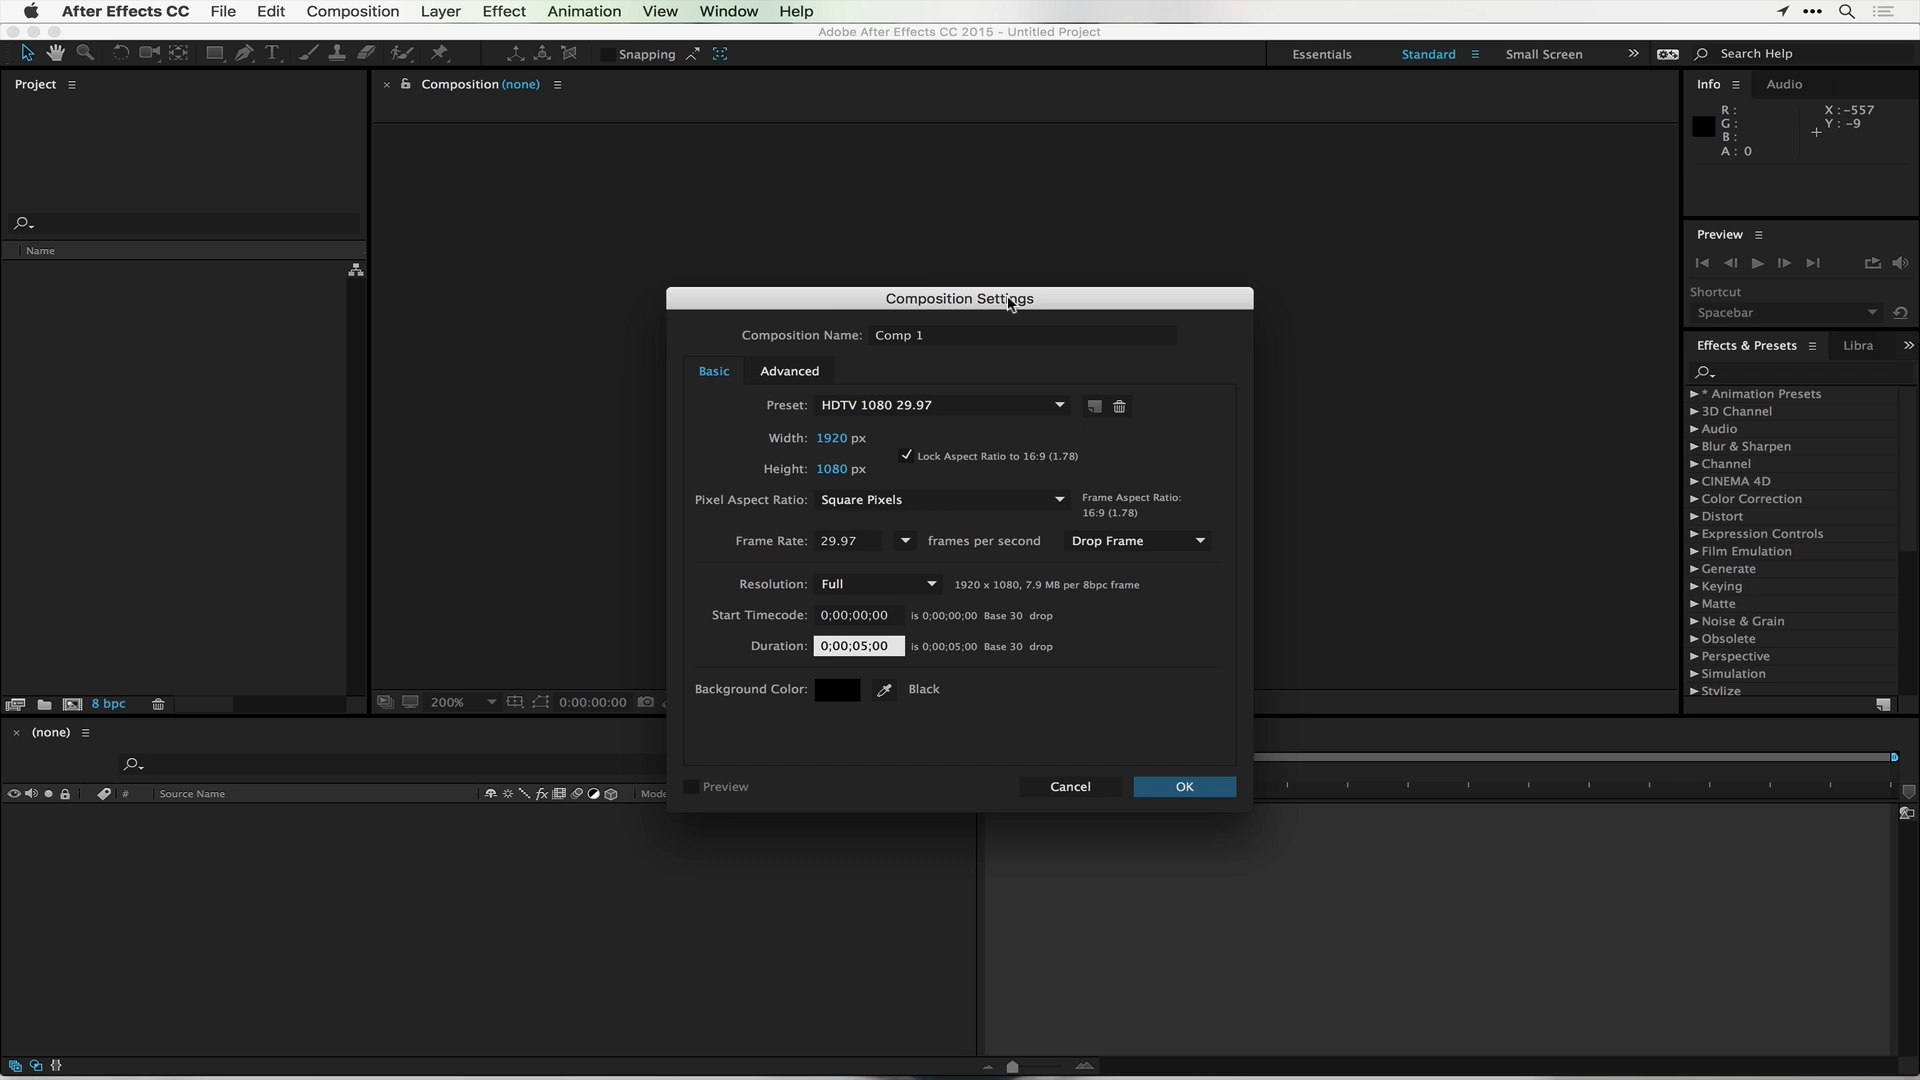 After Effects CC File Edit Composition Layer Effect Animation View Window Help
Adobe After Effects CC 2015 - Untitled Project
Snapping Essentials Standard Small Screen Search Help
Project
Composition (none)
Info Audio
R :
G :
B :
A : 0
X : -557
Y : -9
Name
Preview
Shortcut
Spacebar
Effects & Presets Libra
* Animation Presets
3D Channel
Audio
Blur & Sharpen
Channel
CINEMA 4D
Color Correction
Distort
Expression Controls
Film Emulation
Generate
Keying
Matte
Noise & Grain
Obsolete
Perspective
Simulation
Stylize
Composition Settings
Composition Name: Comp 1
Basic Advanced
Preset: HDTV 1080 29.97
Width: 1920 px
Lock Aspect Ratio to 16:9 (1.78)
Height: 1080 px
Pixel Aspect Ratio: Square Pixels
Frame Aspect Ratio:
16:9 (1.78)
Frame Rate: 29.97 frames per second Drop Frame
Resolution: Full 1920 x 1080, 7.9 MB per 8bpc frame
Start Timecode: 0;00;00;00 is 0;00;00;00 Base 30 drop
Duration: 0;00;05;00 is 0;00;05;00 Base 30 drop
Background Color: Black
Preview Cancel OK
8 bpc
200% 0:00:00:00
(none)
# Source Name Mode